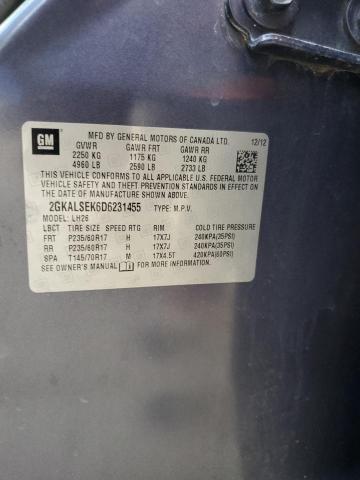 GM
MFD BY GENERAL MOTORS OF CANADA LTD.
12/12
GVWR GAWR FRT GAWR RR
2250 KG 1175 KG 1240 KG
4960 LB 2590 LB 2733 LB
THIS VEHICLE CONFORMS TO ALL APPLICABLE U.S. FEDERAL MOTOR
VEHICLE SAFETY, AND THEFT PREVENTION
STANDARDS IN EFFECT ON THE DATE OF
MANUFACTURE SHOWN ABOVE.
2GKALSEK6D6231455 TYPE: M.P.V.
MODEL: LH26
LBCT TIRE SIZE SPEED RTG RIM COLD TIRE PRESSURE
FRT P235/60R17 H 17X7J 240KPA(35PSI)
RR P235/60R17 H 17X7J 240KPA(35PSI)
SPA T145/70R17 M 17X4.5T 420KPA(60PSI)
SEE OWNER'S MANUAL FOR MORE INFORMATION.